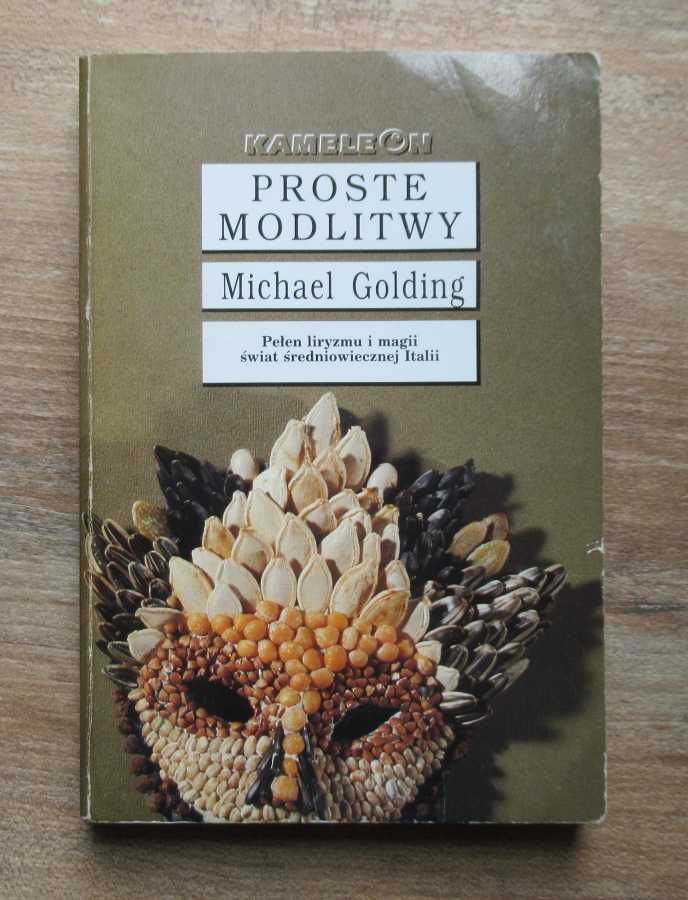 KAMELEON
PROSTE
MODLITWY
Michael Golding
Pełen liryzmu i magii
świat średniowiecznej Italii